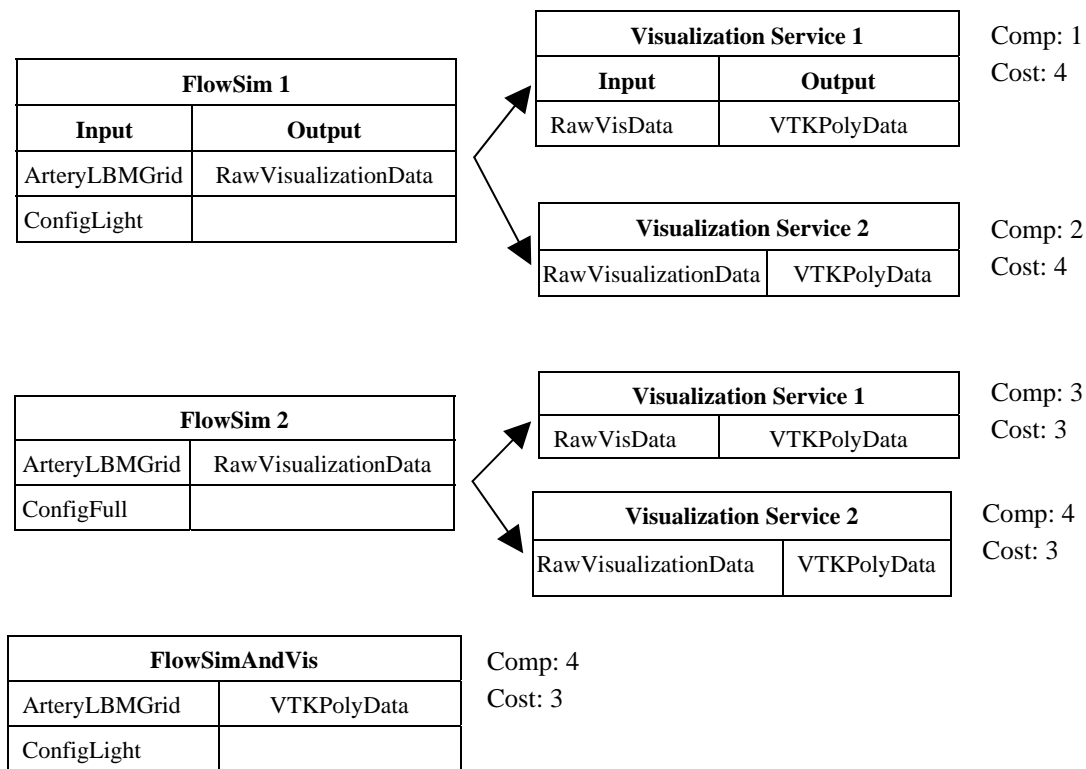 FlowSim 1
Input Output
ArteryLBMGrid RawVisualizationData
ConfigLight
Visualization Service 1
Input Output
RawVisData VTKPolyData
Comp: 1
Cost: 4
Visualization Service 2
RawVisualizationData VTKPolyData
Comp: 2
Cost: 4
FlowSim 2
ArteryLBMGrid RawVisualizationData
ConfigFull
Visualization Service 1
RawVisData VTKPolyData
Comp: 3
Cost: 3
Visualization Service 2
RawVisualizationData VTKPolyData
Comp: 4
Cost: 3
FlowSimAndVis
ArteryLBMGrid VTKPolyData
ConfigLight
Comp: 4
Cost: 3